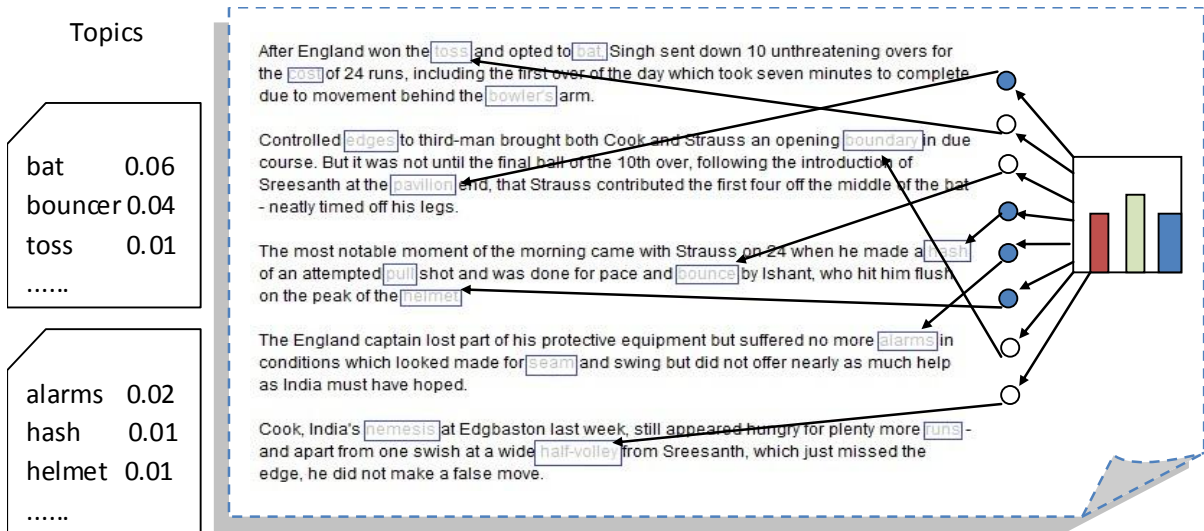 Topics
bat 0.06
bouncer 0.04
toss 0.01
......
alarms 0.02
hash 0.01
helmet 0.01
......
After England won the toss and opted to bat, Singh sent down 10 unthreatening overs for
the cost of 24 runs, including the first over of the day which took seven minutes to complete
due to movement behind the bowler's arm.
Controlled edges to third-man brought both Cook and Strauss an opening boundary in due
course. But it was not until the final ball of the 10th over, following the introduction of
Sreesanth at the pavilion end, that Strauss contributed the first four off the middle of the bat
- neatly timed off his legs.
The most notable moment of the morning came with Strauss on 24 when he made a hash
of an attempted pull shot and was done for pace and bounce by Ishant, who hit him flush
on the peak of the helmet
The England captain lost part of his protective equipment but suffered no more alarms in
conditions which looked made for seam and swing but did not offer nearly as much help
as India must have hoped.
Cook, India's nemesis at Edgbaston last week, still appeared hungry for plenty more runs -
and apart from one swish at a wide half-volley from Sreesanth, which just missed the
edge, he did not make a false move.